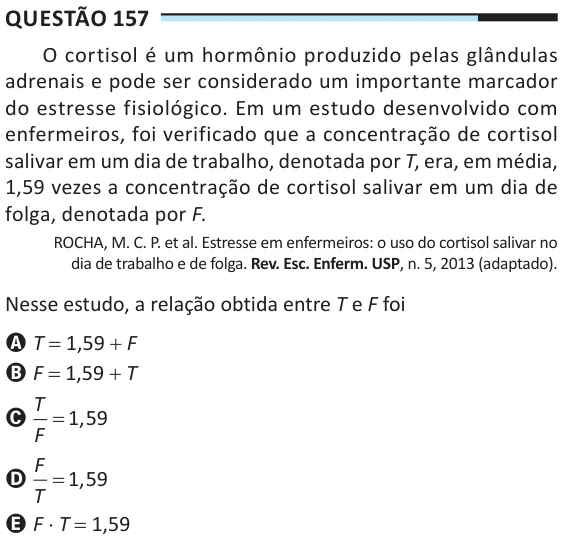 QUESTÃO 157
O cortisol é um hormônio produzido pelas glândulas
adrenais e pode ser considerado um importante marcador
do estresse fisiológico. Em um estudo desenvolvido com
enfermeiros, foi verificado que a concentração de cortisol
salivar em um dia de trabalho, denotada por T, era, em média,
1,59 vezes a concentração de cortisol salivar em um dia de
folga, denotada por F.
ROCHA, M. C. P. et al. Estresse em enfermeiros: o uso do cortisol salivar no
dia de trabalho e de folga. Rev. Esc. Enferm. USP, n. 5, 2013 (adaptado).
Nesse estudo, a relação obtida entre T e F foi
A T = 1,59 + F
B F = 1,59 + T
C T/F = 1,59
D F/T = 1,59
E F · T = 1,59